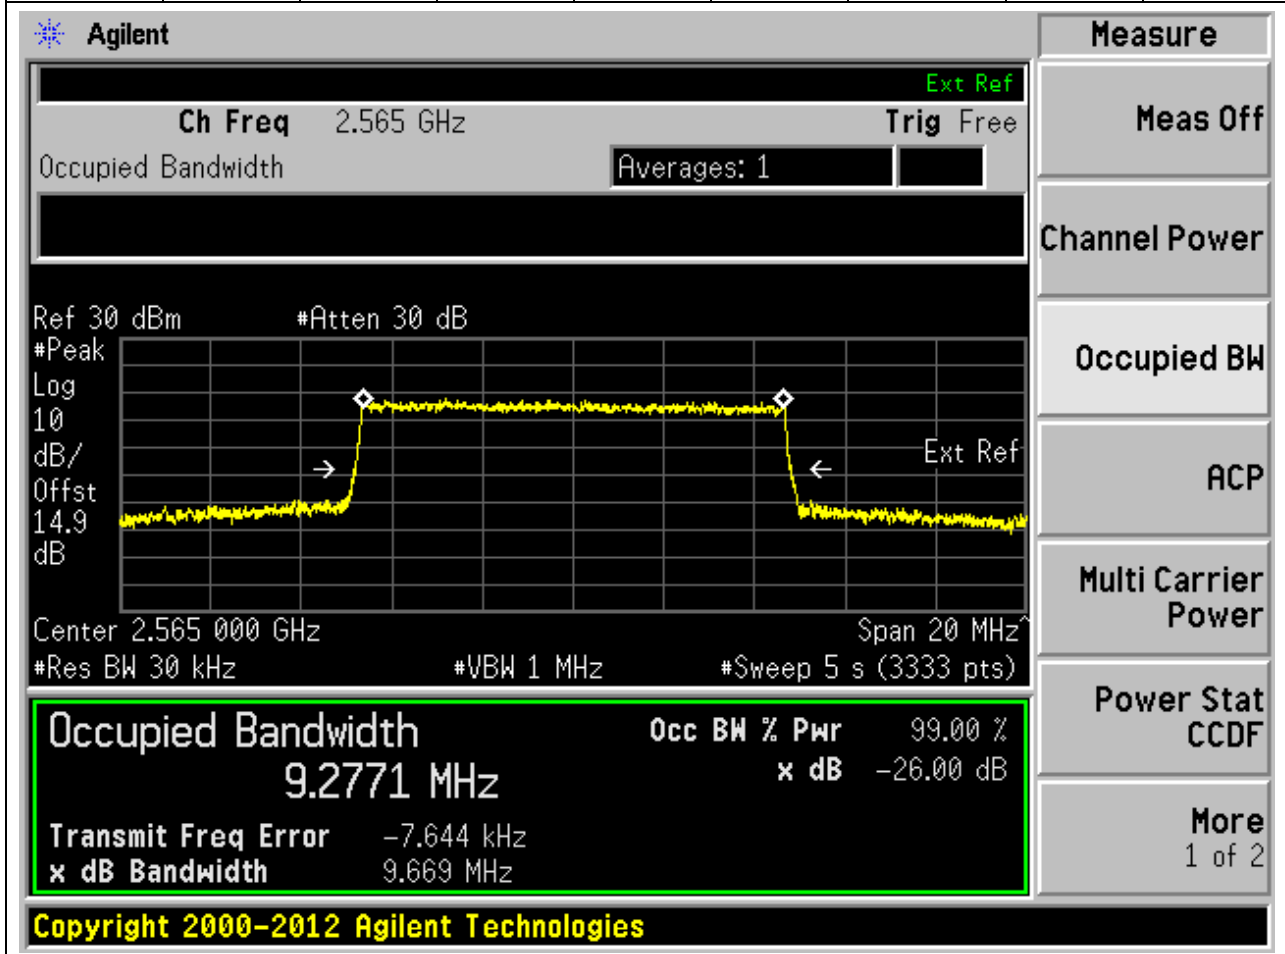 Agilent
Measure
Ext Ref
Ch Freq 2.565 GHz Trig Free
Meas Off
Occupied Bandwidth Averages: 1
Channel Power
Ref 30 dBm #Atten 30 dB
#Peak
Log
10
dB/
Offst
14.9
dB
Ext Ref
Occupied BW
ACP
Center 2.565 000 GHz Span 20 MHz^
#Res BW 30 kHz #VBW 1 MHz #Sweep 5 s (3333 pts)
Multi Carrier
Power
Occupied Bandwidth Occ BW % Pwr 99.00 %
9.2771 MHz x dB -26.00 dB
Transmit Freq Error -7.644 kHz
x dB Bandwidth 9.669 MHz
Power Stat
CCDF
More
1 of 2
Copyright 2000-2012 Agilent Technologies